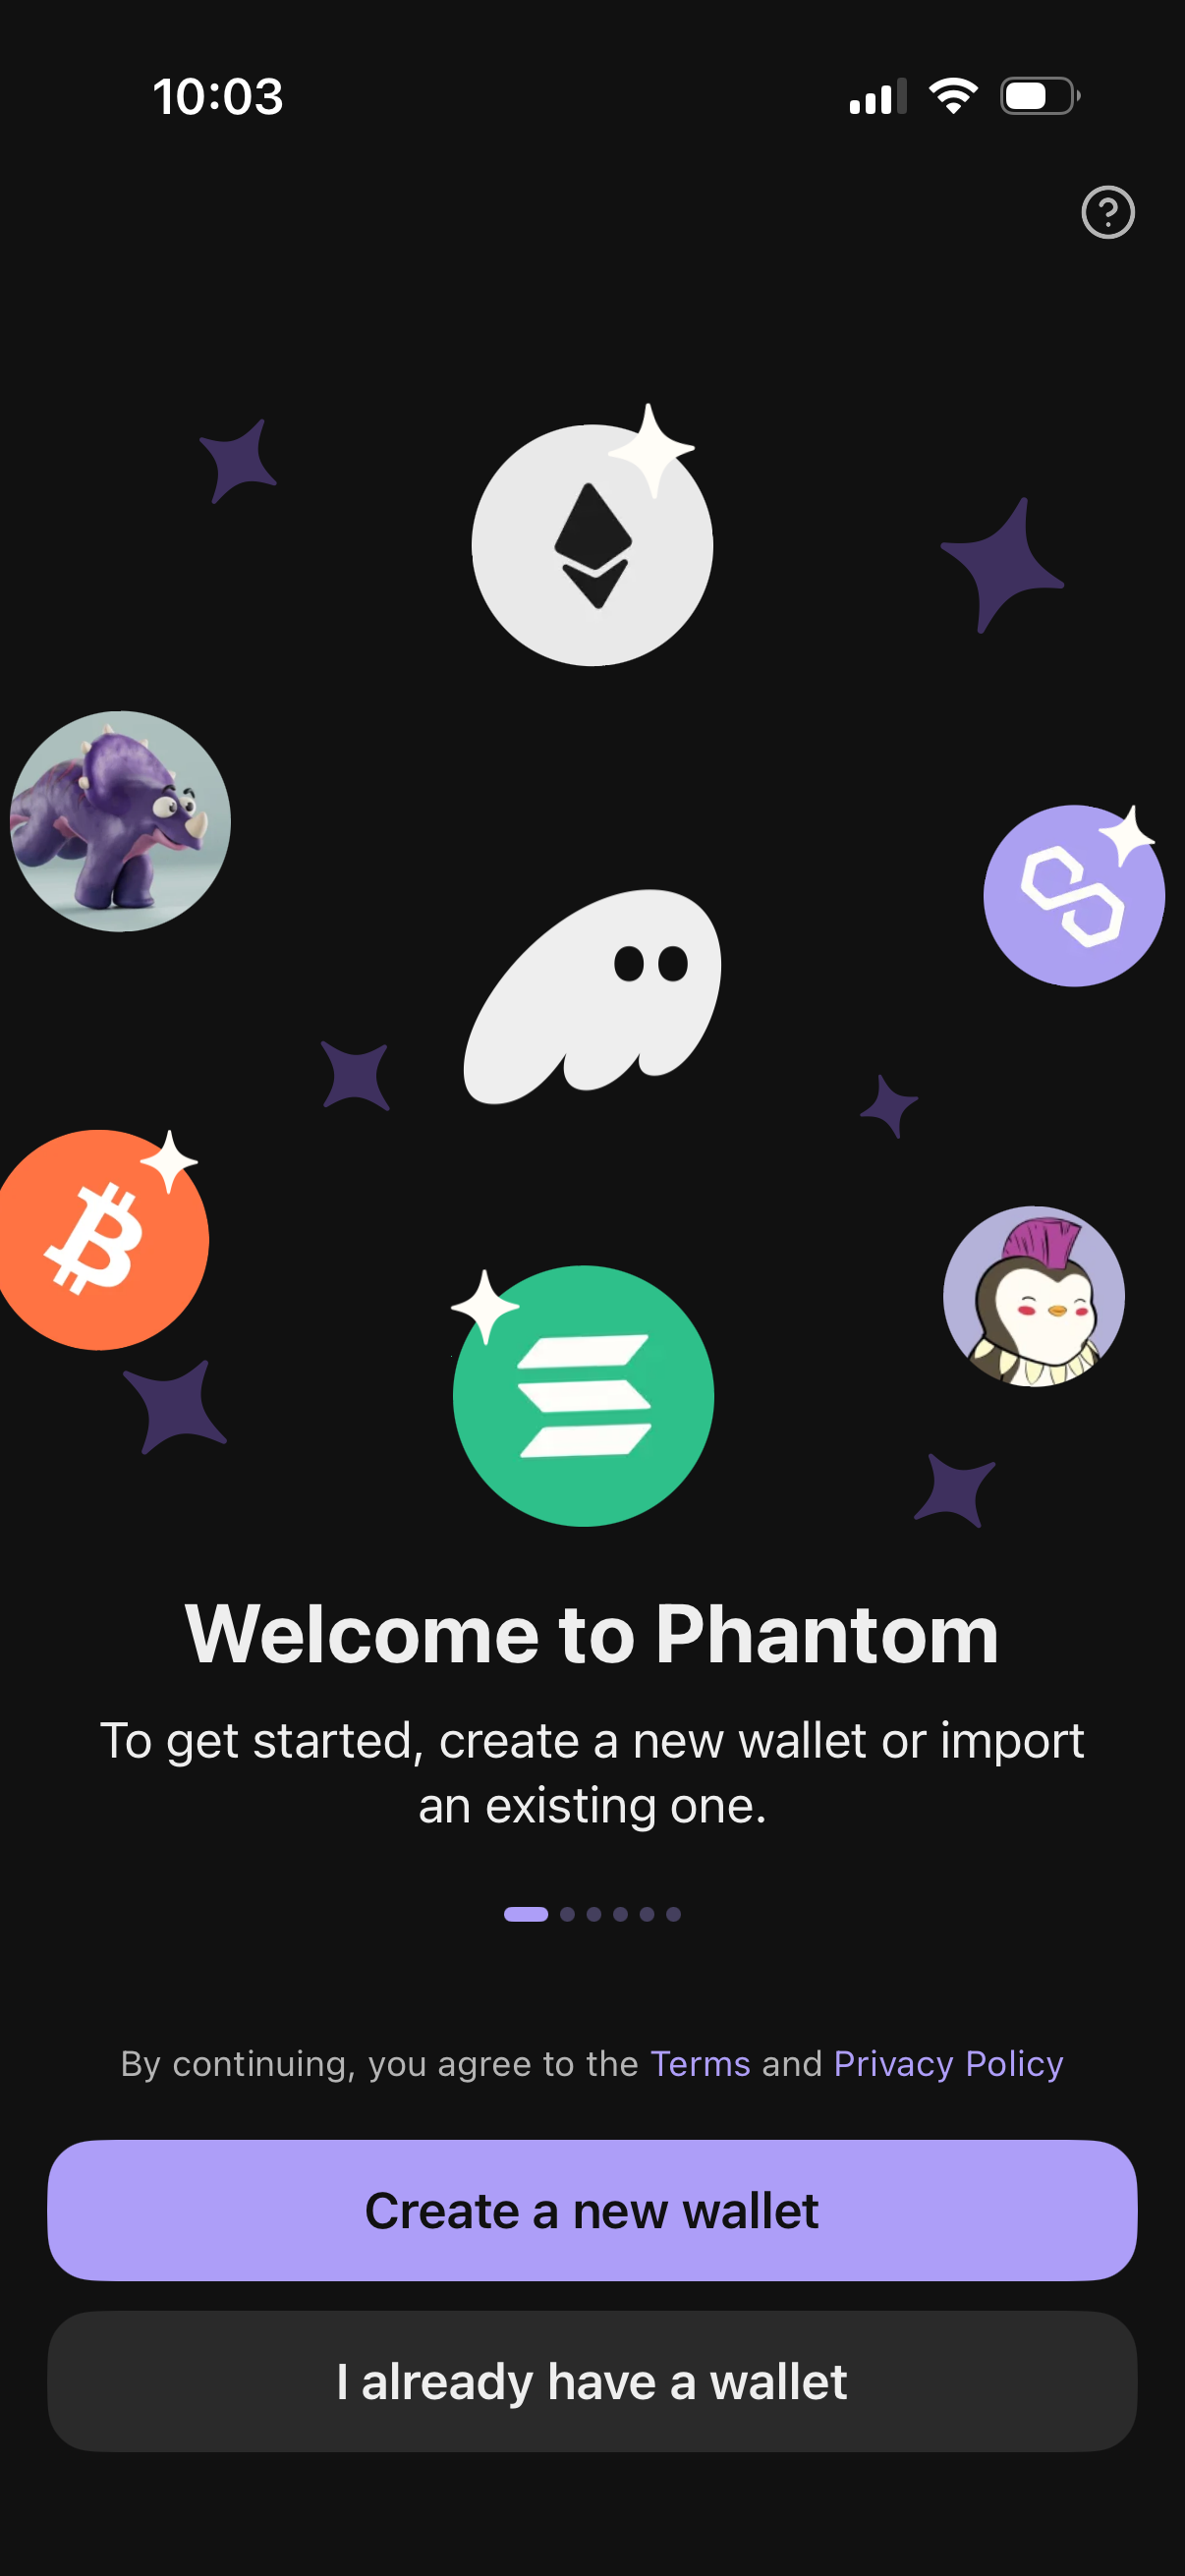 10:03
Welcome to Phantom
To get started, create a new wallet or import
an existing one.
By continuing, you agree to the Terms and Privacy Policy
Create a new wallet
I already have a wallet